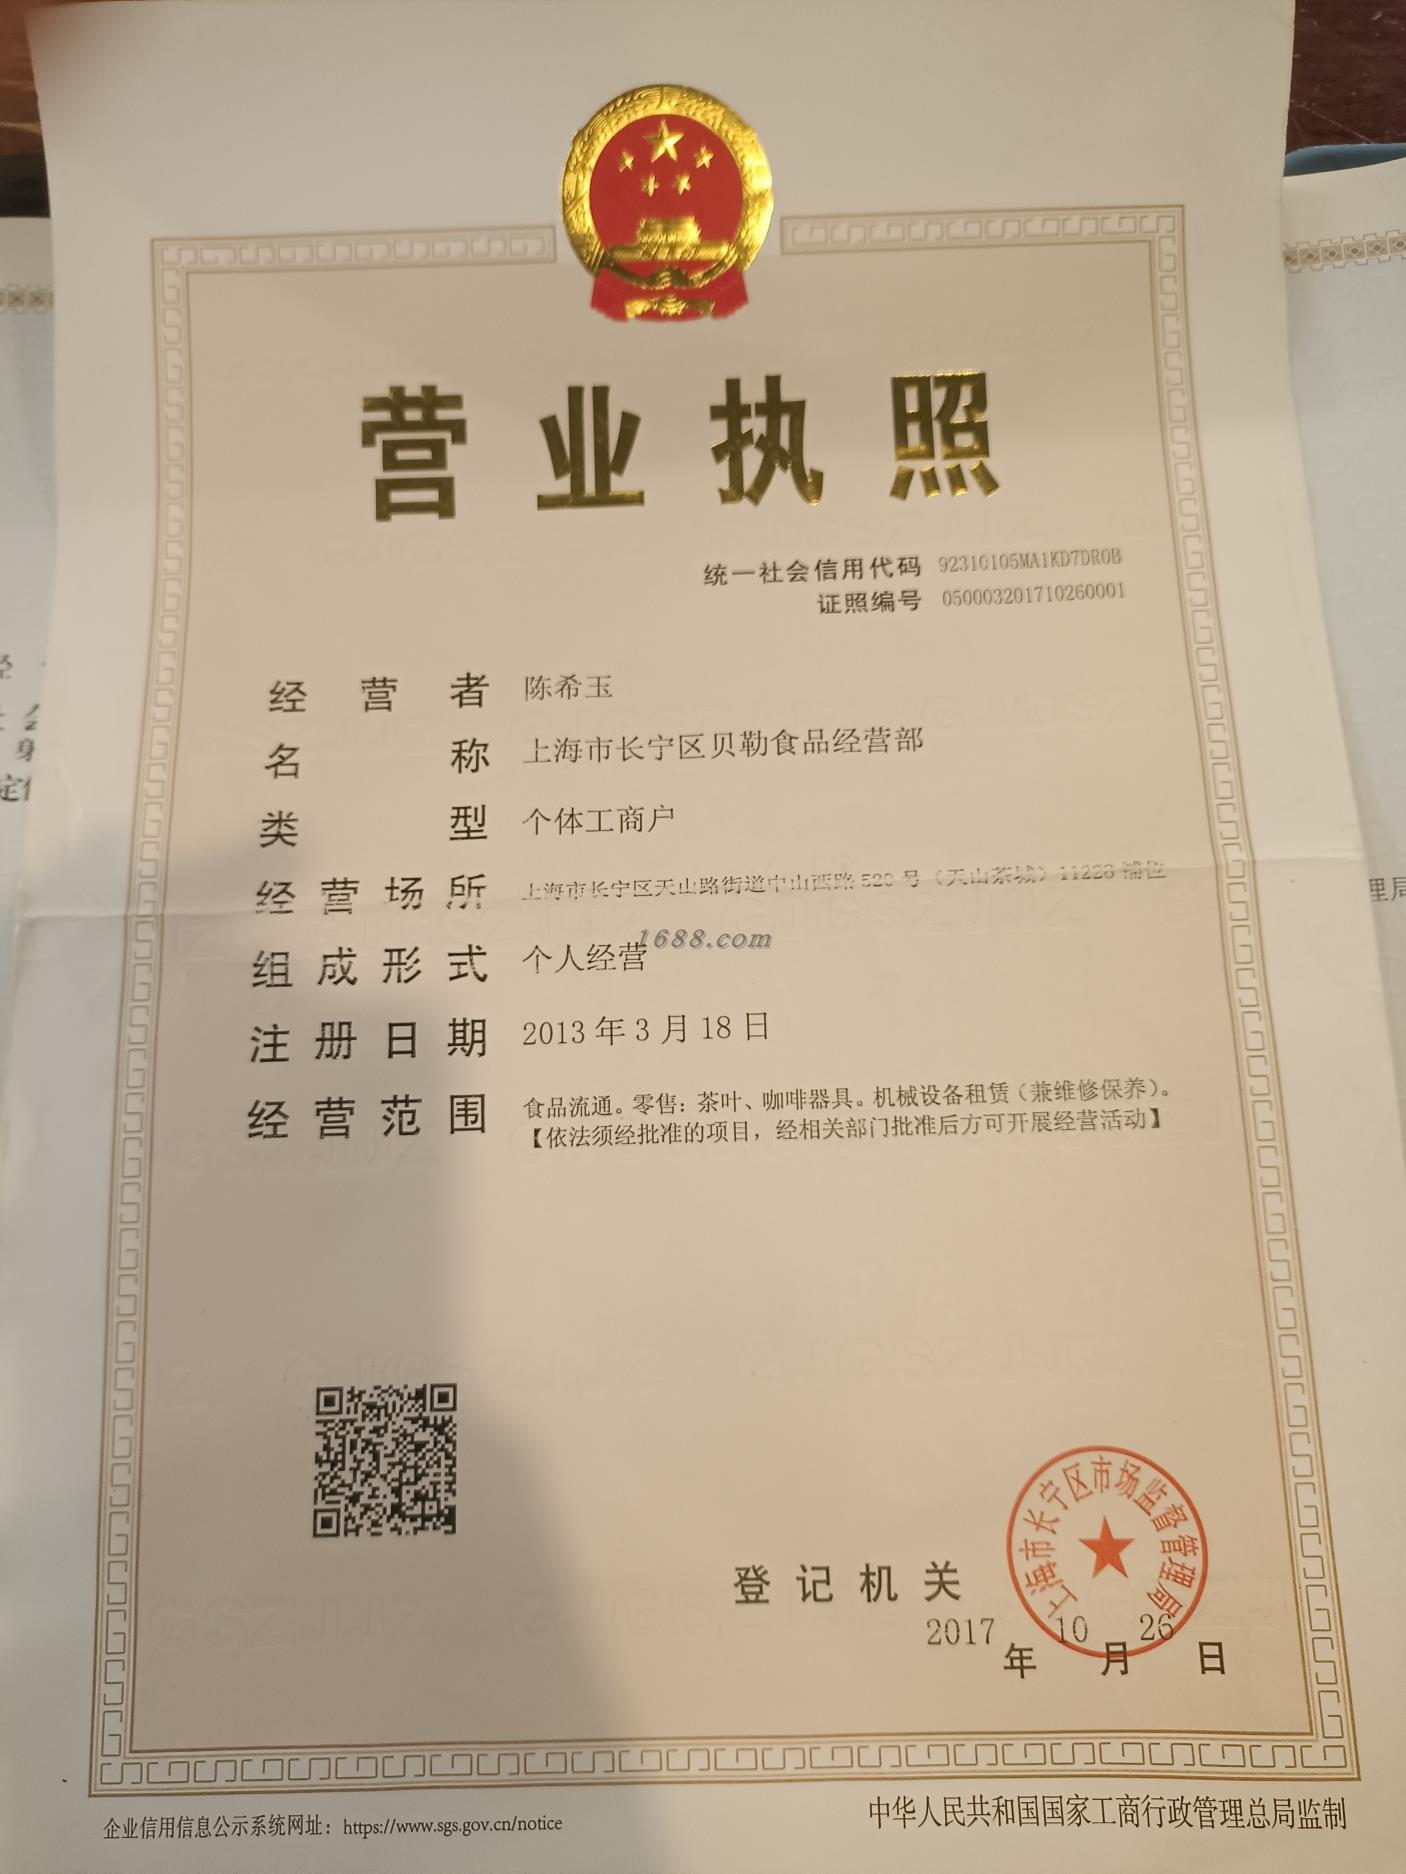 营业执照
统一社会信用代码 92310105MA1KD7DR0B
证照编号 050003201710260001
经营者 陈希玉
名称 上海市长宁区贝勒食品经营部
类型 个体工商户
经营场所 上海市长宁区天山路街道中山西路520号（天山茶城）11228铺位
1688.com
组成形式 个人经营
注册日期 2013年3月18日
经营范围 食品流通。零售：茶叶、咖啡器具。机械设备租赁（兼维修保养）。
【依法须经批准的项目，经相关部门批准后方可开展经营活动】
上海市长宁区市场监督管理局
登记机关
2017年10月26日
企业信用信息公示系统网址：https://www.sgs.gov.cn/notice
中华人民共和国国家工商行政管理总局监制